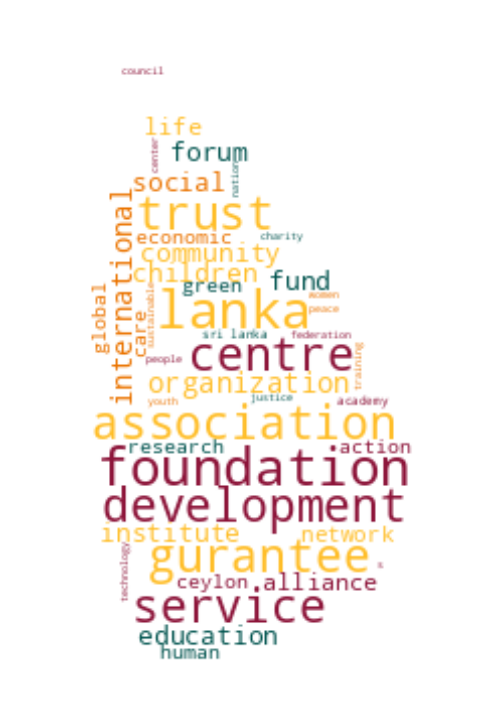 council
life
center
forum
nation
social
international
trust
economic
charity
community
children
green
fund
global
care
sustainable
lanka
women
peace
sri lanka
federation
people
centre
training
organization
youth
justice
academy
association
research
action
foundation
development
institute
network
gurantee
s
technology
ceylon
alliance
service
education
human